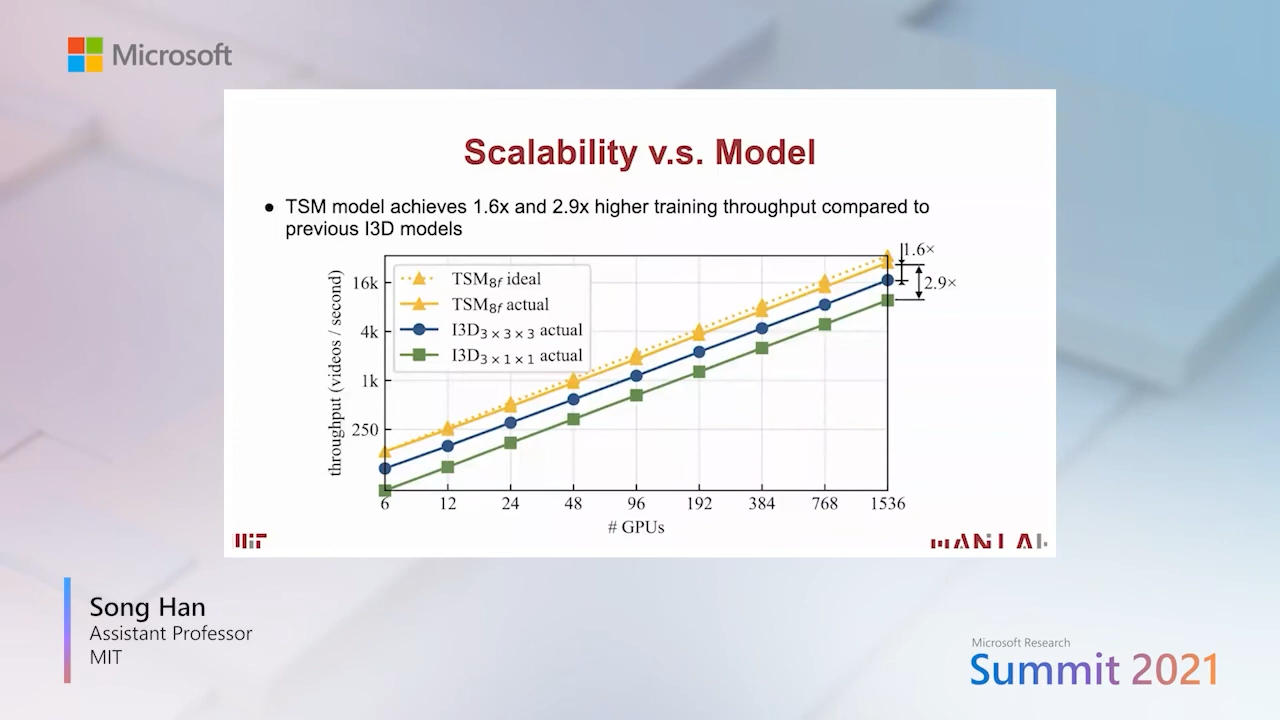 Microsoft
Scalability v.s. Model
● TSM model achieves 1.6x and 2.9x higher training throughput compared to
previous I3D models
throughput (videos / second)
16k
4k
1k
250
TSM8f ideal
TSM8f actual
I3D3×3×3 actual
I3D3×1×1 actual
1.6×
2.9×
6 12 24 48 96 192 384 768 1536
# GPUs
MIT
Song Han
Assistant Professor
MIT
Microsoft Research
Summit 2021